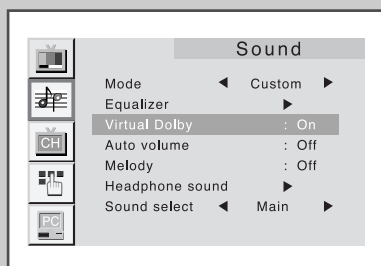 Sound
Mode ◀ Custom ▶
Equalizer ▶
Virtual Dolby : On
Auto volume : Off
Melody : Off
Headphone sound ▶
Sound select ◀ Main ▶
CH
PC